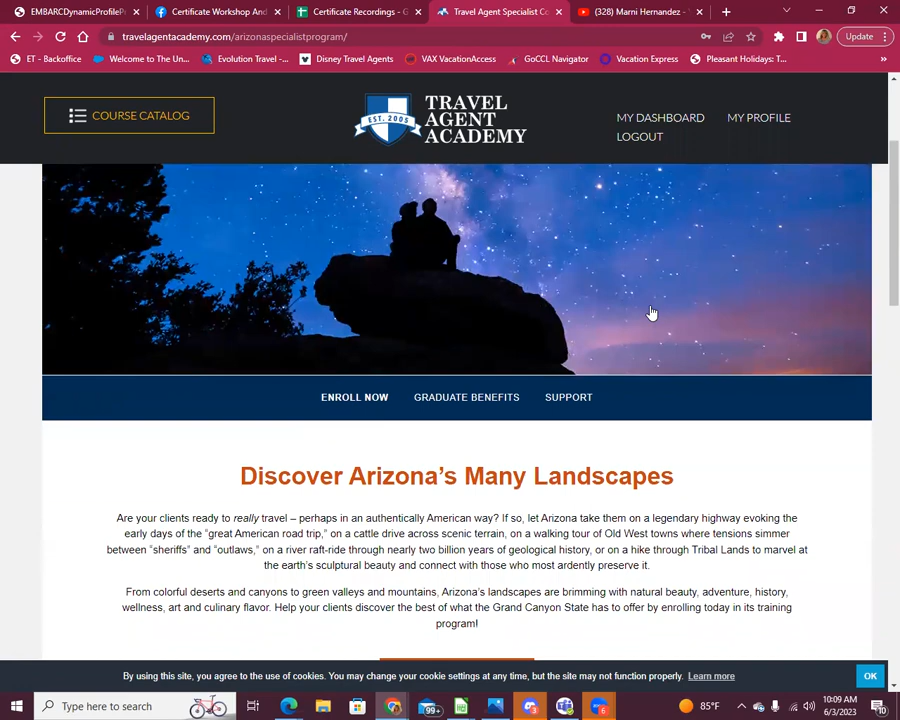 EMBARCDynamicProfileP
Certificate Workshop And
Certificate Recordings - G
Travel Agent Specialist Co
(328) Marni Hernandez -
travelagentacademy.com/arizonaspecialistprogram/
Update
ET - Backoffice
Welcome to The Un...
Evolution Travel -...
Disney Travel Agents
VAX VacationAccess
GoCCL Navigator
Vacation Express
Pleasant Holidays: T...
COURSE CATALOG
EST. 2005
TRAVEL
AGENT
ACADEMY
MY DASHBOARD
MY PROFILE
LOGOUT
ENROLL NOW
GRADUATE BENEFITS
SUPPORT
Discover Arizona's Many Landscapes
Are your clients ready to really travel – perhaps in an authentically American way? If so, let Arizona take them on a legendary highway evoking the
early days of the “great American road trip,” on a cattle drive across scenic terrain, on a walking tour of Old West towns where tensions simmer
between “sheriffs” and “outlaws,” on a river raft-ride through nearly two billion years of geological history, or on a hike through Tribal Lands to marvel at
the earth's sculptural beauty and connect with those who most ardently preserve it.
From colorful deserts and canyons to green valleys and mountains, Arizona's landscapes are brimming with natural beauty, adventure, history,
wellness, art and culinary flavor. Help your clients discover the best of what the Grand Canyon State has to offer by enrolling today in its training
program!
By using this site, you agree to the use of cookies. You may change your cookie settings at any time, but the site may not function properly. Learn more
OK
Type here to search
99+
3
6
85°F
10:09 AM
6/3/2023
10